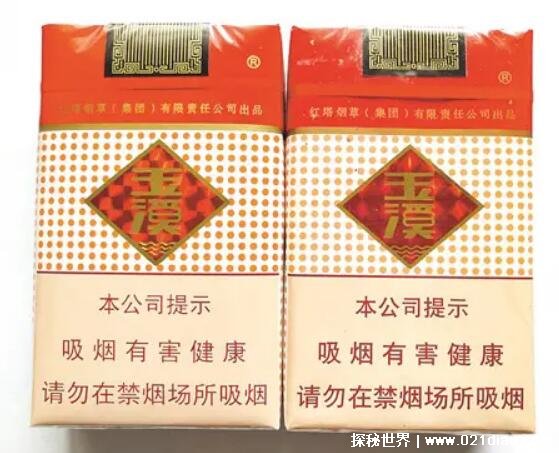 ®
红塔烟草(集团)有限责任公司出品
玉溪
本公司提示
吸烟有害健康
请勿在禁烟场所吸烟
®
红塔烟草(集团)有限责任公司出品
玉溪
本公司提示
吸烟有害健康
请勿在禁烟场所吸烟
探秘世界 | www.021dia